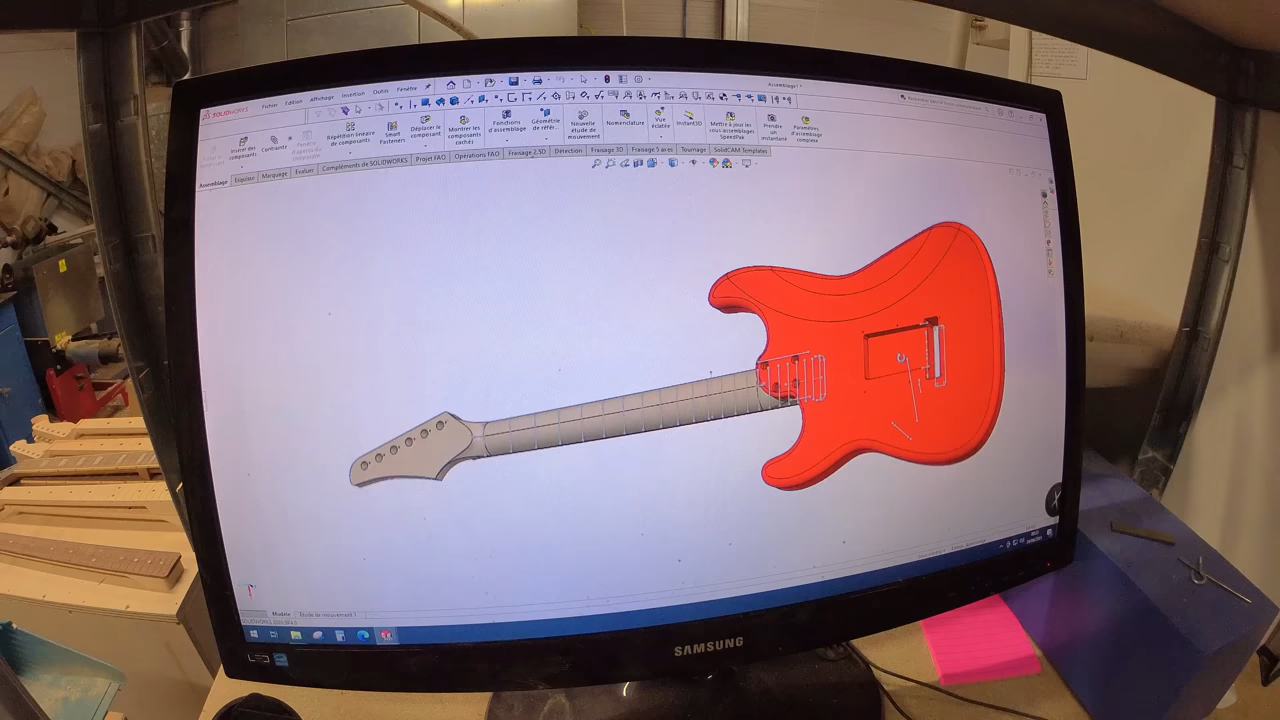 SOLIDWORKS
Fichier Edition Affichage Insertion Outils Fenêtre
Assemblage1 *
Insérer des composants
Contrainte
Répétition linéaire de composants
Smart Fasteners
Déplacer le composant
Montrer les composants cachés
Fonctions d'assemblage
Géométrie de référ...
Nouvelle étude de mouvement
Nomenclature
Vue éclatée
Instant3D
Mettre à jour les sous-assemblages SpeedPak
Prendre un instantané
Paramètres d'assemblage complexe
Assemblage Esquisse Marquage Evaluer Compléments de SOLIDWORKS Projet FAO Opérations FAO Fraisage 2.5D Détection Fraisage 3D Fraisage 5 axes Tournage SolidCAM Templates
Modèle Etude de mouvement 1
SAMSUNG